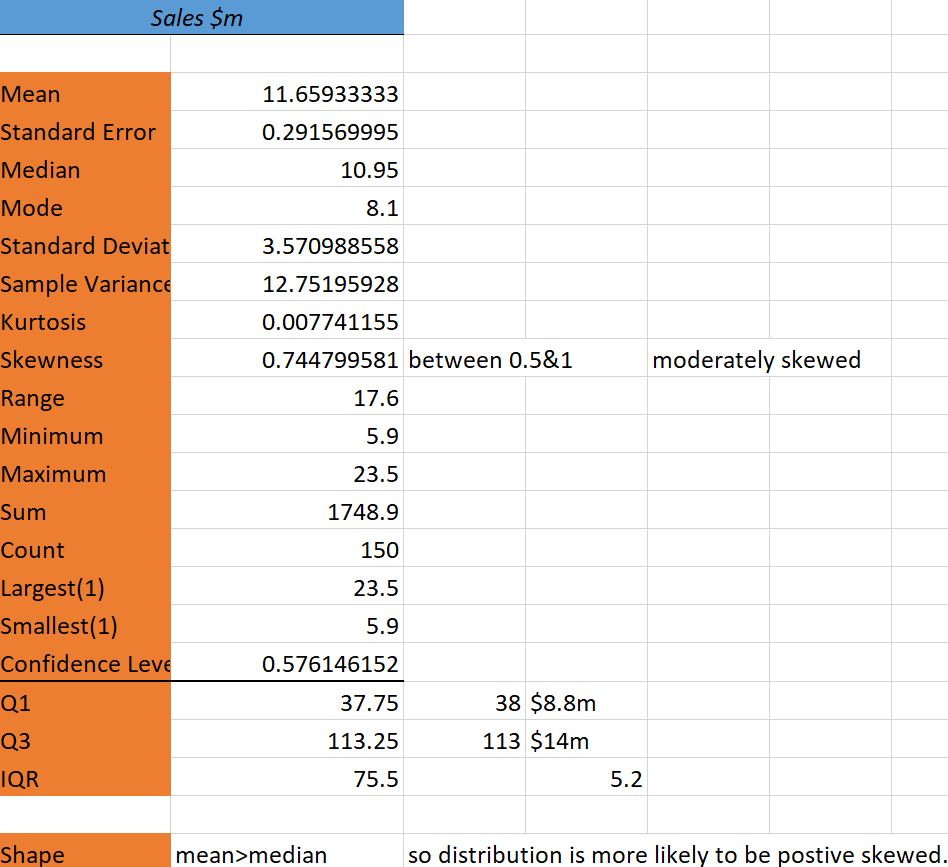 Sales $m
Mean 11.65933333
Standard Error 0.291569995
Median 10.95
Mode 8.1
Standard Deviat 3.570988558
Sample Variance 12.75195928
Kurtosis 0.007741155
Skewness 0.744799581 between 0.5&1 moderately skewed
Range 17.6
Minimum 5.9
Maximum 23.5
Sum 1748.9
Count 150
Largest(1) 23.5
Smallest(1) 5.9
Confidence Leve 0.576146152
Q1 37.75 38 $8.8m
Q3 113.25 113 $14m
IQR 75.5 5.2
Shape mean>median so distribution is more likely to be postive skewed.